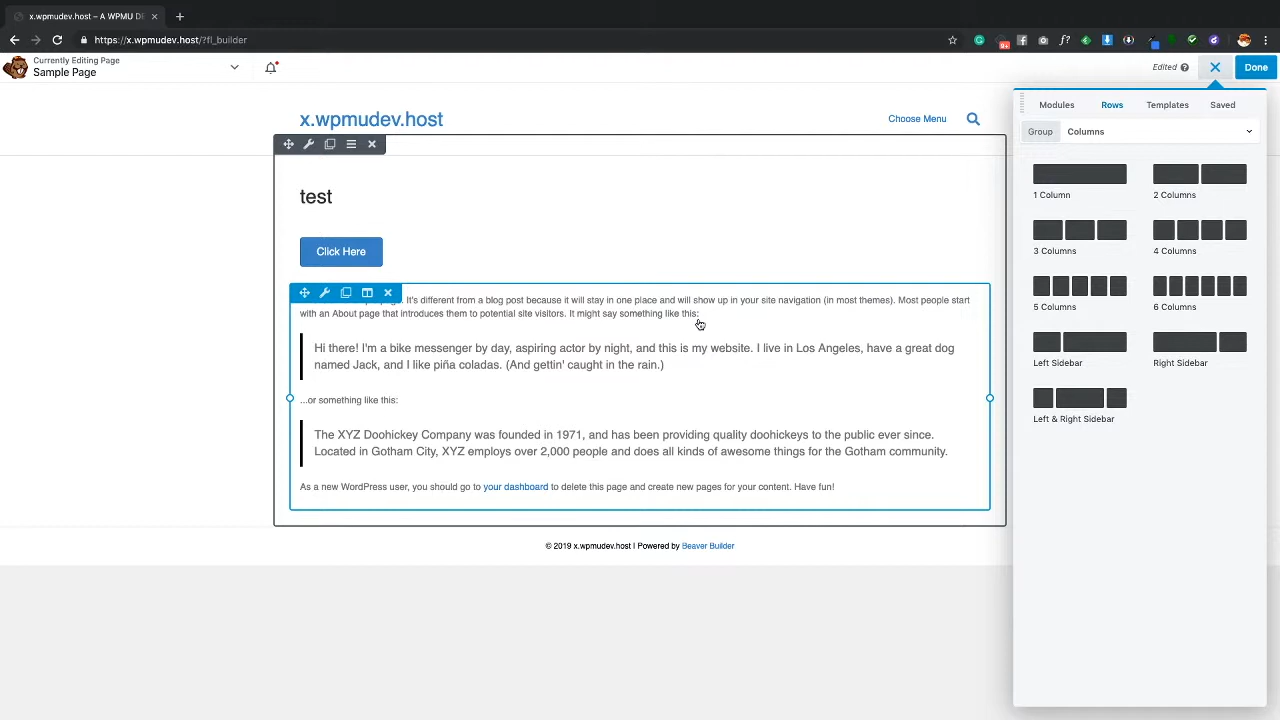 x.wpmudev.host – A WPMU DE
https://x.wpmudev.host/?fl_builder
Currently Editing Page
Sample Page
Edited
Done
x.wpmudev.host
Choose Menu
test
Click Here
It's different from a blog post because it will stay in one place and will show up in your site navigation (in most themes). Most people start
with an About page that introduces them to potential site visitors. It might say something like this:
Hi there! I'm a bike messenger by day, aspiring actor by night, and this is my website. I live in Los Angeles, have a great dog
named Jack, and I like piña coladas. (And gettin' caught in the rain.)
...or something like this:
The XYZ Doohickey Company was founded in 1971, and has been providing quality doohickeys to the public ever since.
Located in Gotham City, XYZ employs over 2,000 people and does all kinds of awesome things for the Gotham community.
As a new WordPress user, you should go to your dashboard to delete this page and create new pages for your content. Have fun!
© 2019 x.wpmudev.host | Powered by Beaver Builder
Modules Rows Templates Saved
Group Columns
1 Column
2 Columns
3 Columns
4 Columns
5 Columns
6 Columns
Left Sidebar
Right Sidebar
Left & Right Sidebar